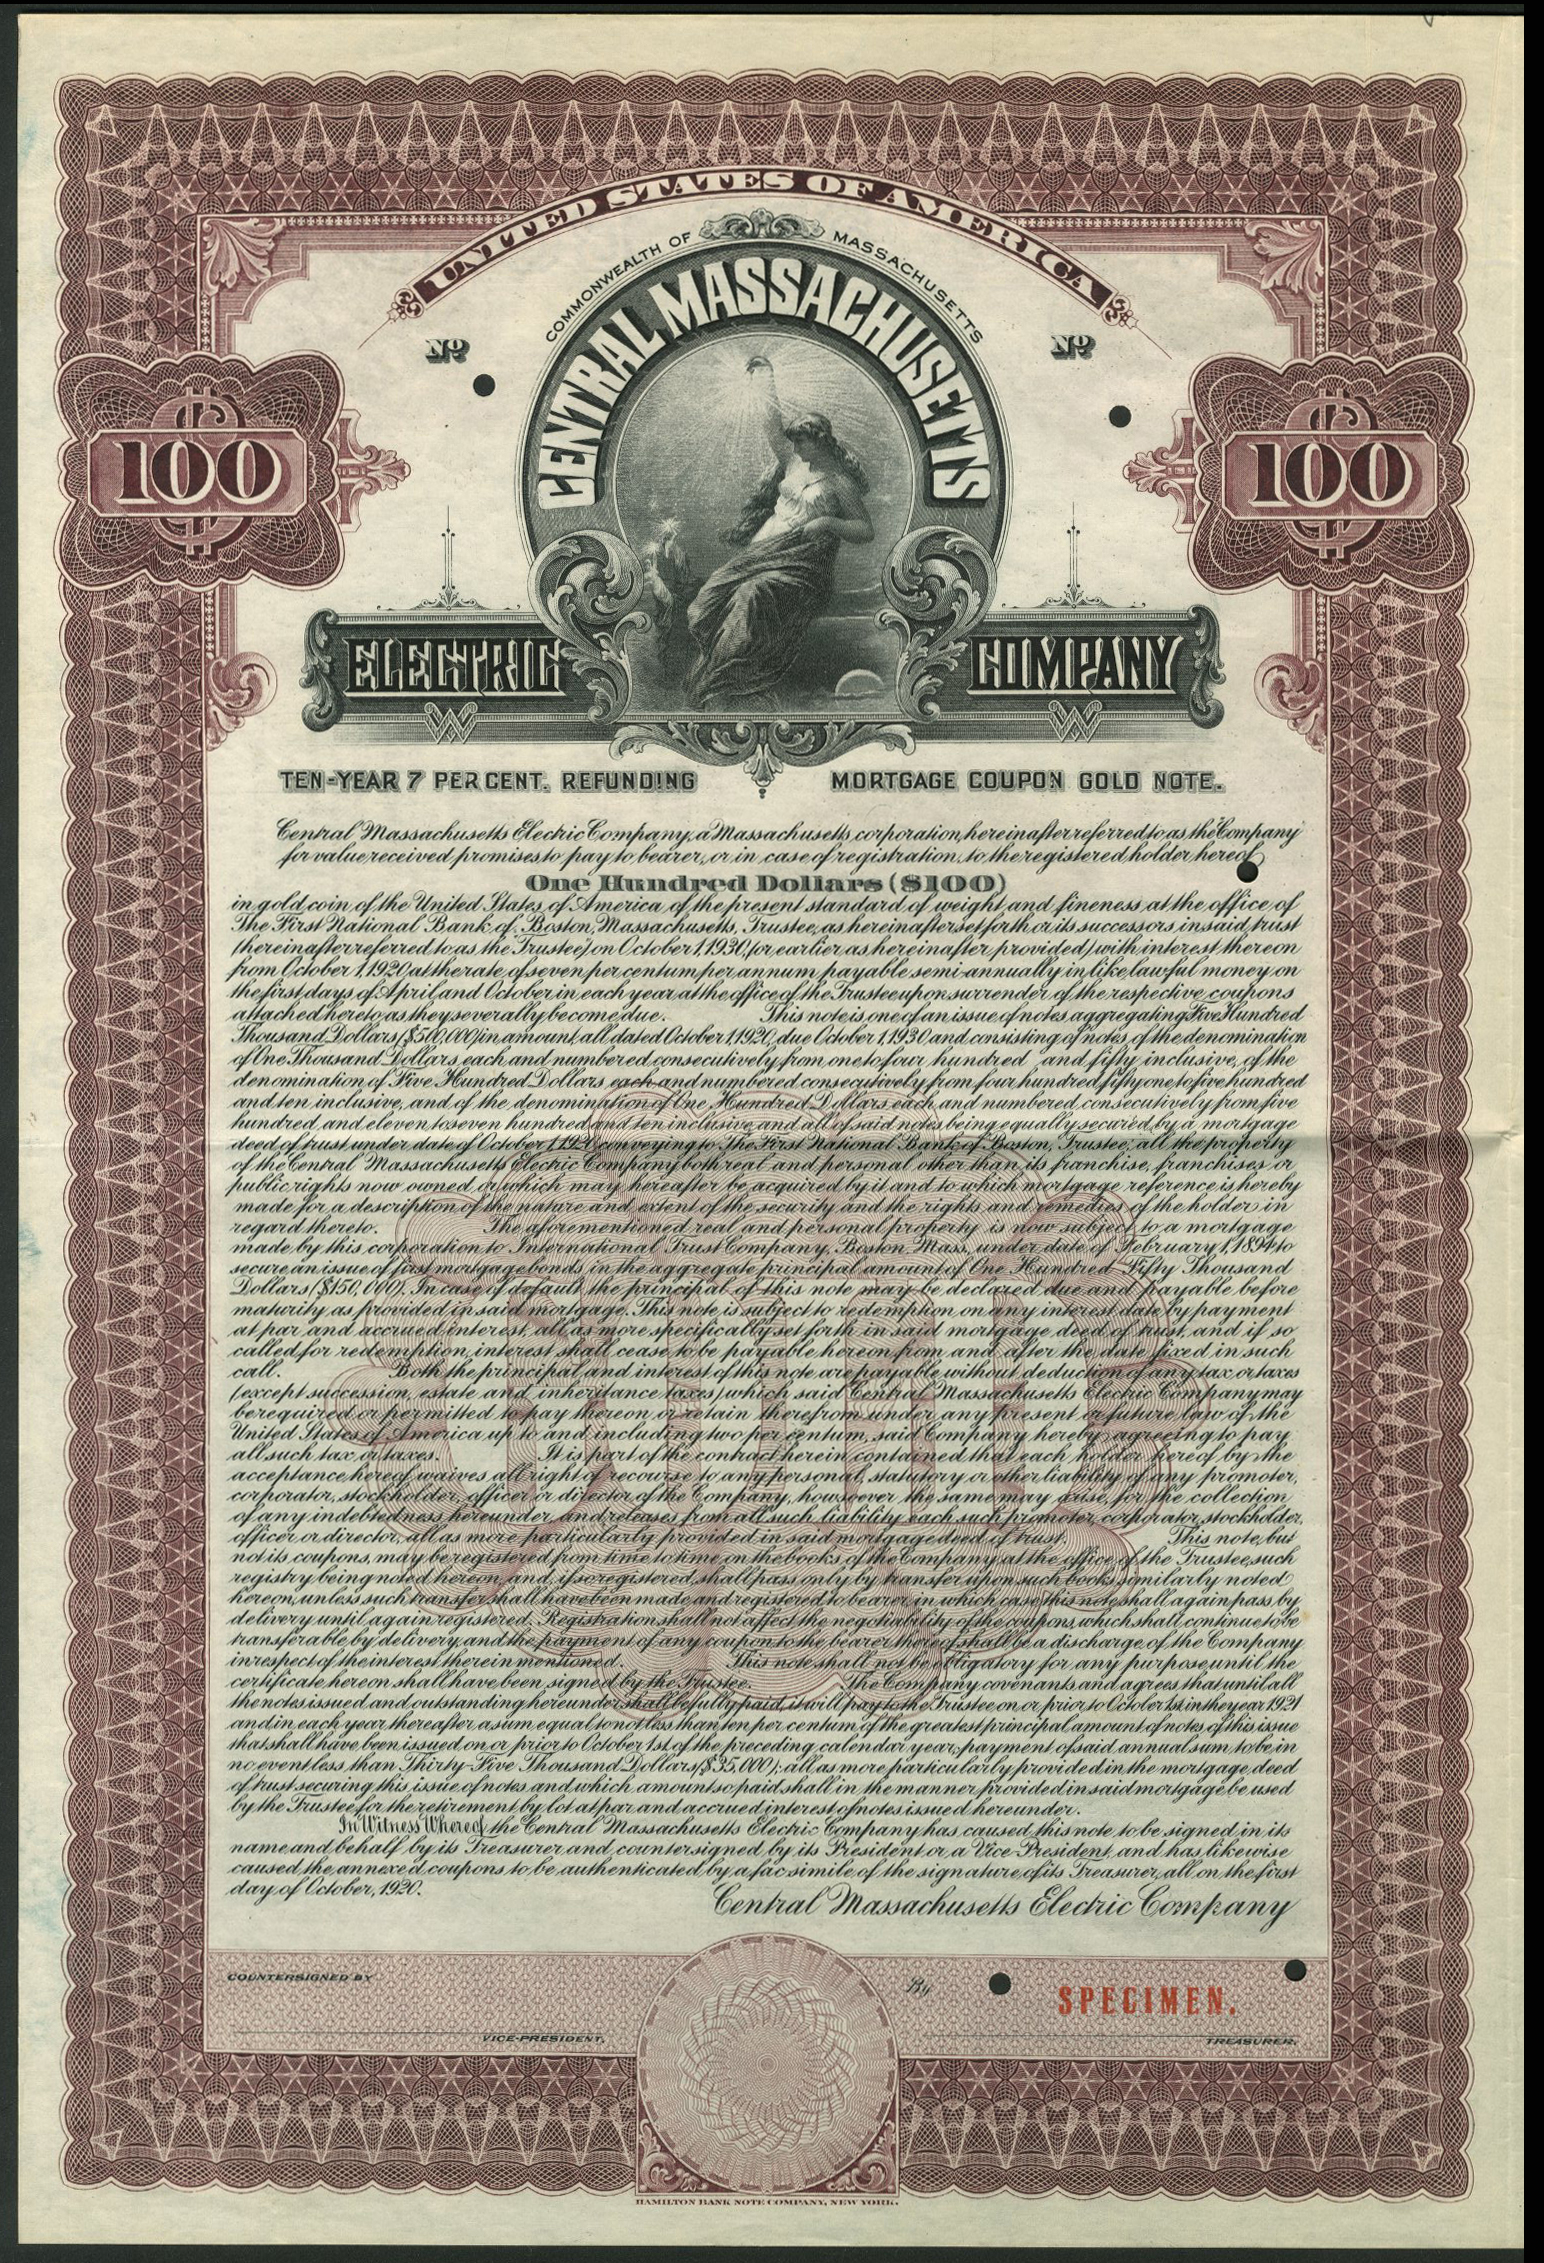 UNITED STATES OF AMERICA
COMMONWEALTH OF MASSACHUSETTS
CENTRAL MASSACHUSETTS
No No
100 100
ELECTRIC COMPANY
TEN-YEAR 7 PER CENT. REFUNDING MORTGAGE COUPON GOLD NOTE.
Central Massachusetts Electric Company, a Massachusetts corporation, hereinafter referred to as the Company
for value received promises to pay to bearer, or in case of registration, to the registered holder hereof
One Hundred Dollars ($100)
in gold coin of the United States of America of the present standard of weight and fineness at the office of
The First National Bank of Boston, Massachusetts, Trustee, as hereinafter set forth or its successors in said trust
(hereinafter referred to as the Trustee) on October 1, 1930, (or earlier as hereinafter provided) with interest thereon
from October 1, 1920 at the rate of seven per centum per annum payable semi-annually in like lawful money on
the first days of April and October in each year at the office of the Trustee upon surrender of the respective coupons
attached hereto as they severally become due. This note is one of an issue of notes aggregating Five Hundred
Thousand Dollars ($500,000) in amount, all dated October 1, 1920, due October 1, 1930 and consisting of notes of the denomination
of One Thousand Dollars each and numbered consecutively from one to four hundred and fifty inclusive, of the
denomination of Five Hundred Dollars each and numbered consecutively from four hundred fifty one to five hundred
and ten inclusive, and of the denomination of One Hundred Dollars each and numbered consecutively from five
hundred and eleven to seven hundred and ten inclusive and all of said notes being equally secured by a mortgage
deed of trust under date of October 1, 1920 conveying to The First National Bank of Boston, Trustee, all the property
of the Central Massachusetts Electric Company both real and personal other than its franchise, franchises or
public rights now owned or which may hereafter be acquired by it and to which mortgage reference is hereby
made for a description of the nature and extent of the security and the rights and remedies of the holder in
regard thereto. The aforementioned real and personal property is now subject to a mortgage
made by this corporation to International Trust Company, Boston, Mass., under date of February 1, 1894 to
secure an issue of first mortgage bonds in the aggregate principal amount of One Hundred Fifty Thousand
Dollars ($150,000). In case of default the principal of this note may be declared due and payable before
maturity as provided in said mortgage. This note is subject to redemption on any interest date by payment
at par and accrued interest, all as more specifically set forth in said mortgage deed of trust, and if so
called for redemption, interest shall cease to be payable hereon from and after the date fixed in such
call. Both the principal and interest of this note are payable without deduction of any tax or taxes
(except succession, estate and inheritance taxes) which said Central Massachusetts Electric Company may
be required or permitted to pay thereon or retain therefrom under any present or future law of the
United States of America up to and including two per centum, said Company hereby agreeing to pay
all such tax or taxes. It is part of the contract herein contained that each holder hereof by the
acceptance hereof waives all right of recourse to any personal, statutory or other liability of any promoter,
corporator, stockholder, officer or director of the Company, howsoever the same may arise, for the collection
of any indebtedness hereunder, and releases from all such liability each such promoter, corporator, stockholder,
officer or director, all as more particularly provided in said mortgage deed of trust. This note, but
not its coupons, may be registered from time to time on the books of the Company at the office of the Trustee, such
registry being noted hereon, and if so registered, shall pass only by transfer upon such books similarly noted
hereon, unless such transfer shall have been made and registered to bearer, in which case this note shall again pass by
delivery until again registered. Registration shall not affect the negotiability of the coupons, which shall continue to be
transferable by delivery, and the payment of any coupon to the bearer thereof shall be a discharge of the Company
in respect of the interest therein mentioned. This note shall not be obligatory for any purpose until the
certificate hereon shall have been signed by the Trustee. The Company covenants and agrees that until all
the notes issued and outstanding hereunder shall be fully paid, it will pay to the Trustee on or prior to October 1st in the year 1921
and in each year thereafter a sum equal to not less than ten per centum of the greatest principal amount of notes of this issue
that shall have been issued on or prior to October 1st of the preceding calendar year, payment of said annual sum to be in
no event less than Thirty-Five Thousand Dollars ($35,000); all as more particularly provided in the mortgage deed
of trust securing this issue of notes and which amount so paid shall in the manner provided in said mortgage be used
by the Trustee for the retirement by lot at par and accrued interest of notes issued hereunder.
In Witness Whereof the Central Massachusetts Electric Company has caused this note to be signed in its
name and behalf by its Treasurer and countersigned by its President or a Vice President, and has likewise
caused the annexed coupons to be authenticated by a fac simile of the signature of its Treasurer, all on the first
day of October, 1920.
Central Massachusetts Electric Company
COUNTERSIGNED BY By SPECIMEN.
VICE-PRESIDENT. TREASURER.
HAMILTON BANK NOTE COMPANY, NEW YORK.